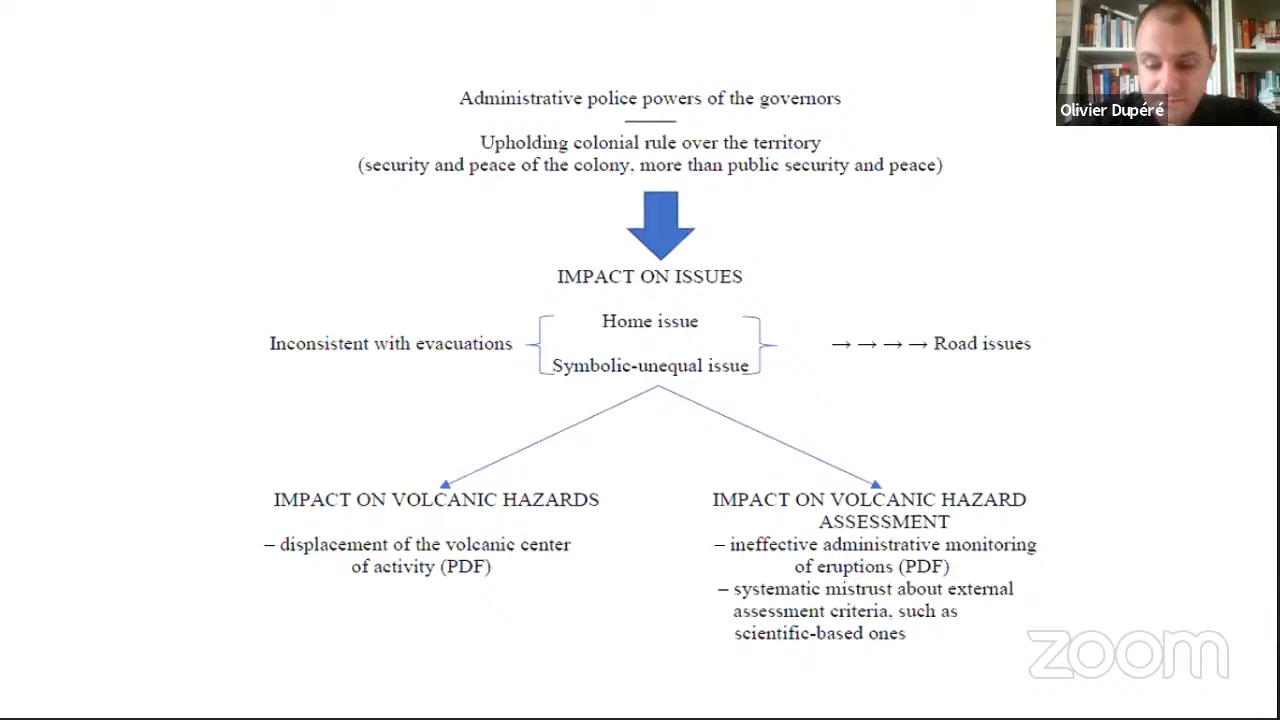 Olivier Dupéré
Administrative police powers of the governors
Upholding colonial rule over the territory
(security and peace of the colony, more than public security and peace)
IMPACT ON ISSUES
Home issue
Inconsistent with evacuations
→ → → → Road issues
Symbolic-unequal issue
IMPACT ON VOLCANIC HAZARDS
– displacement of the volcanic center
of activity (PDF)
IMPACT ON VOLCANIC HAZARD
ASSESSMENT
– ineffective administrative monitoring
of eruptions (PDF)
– systematic mistrust about external
assessment criteria, such as
scientific-based ones
zoom